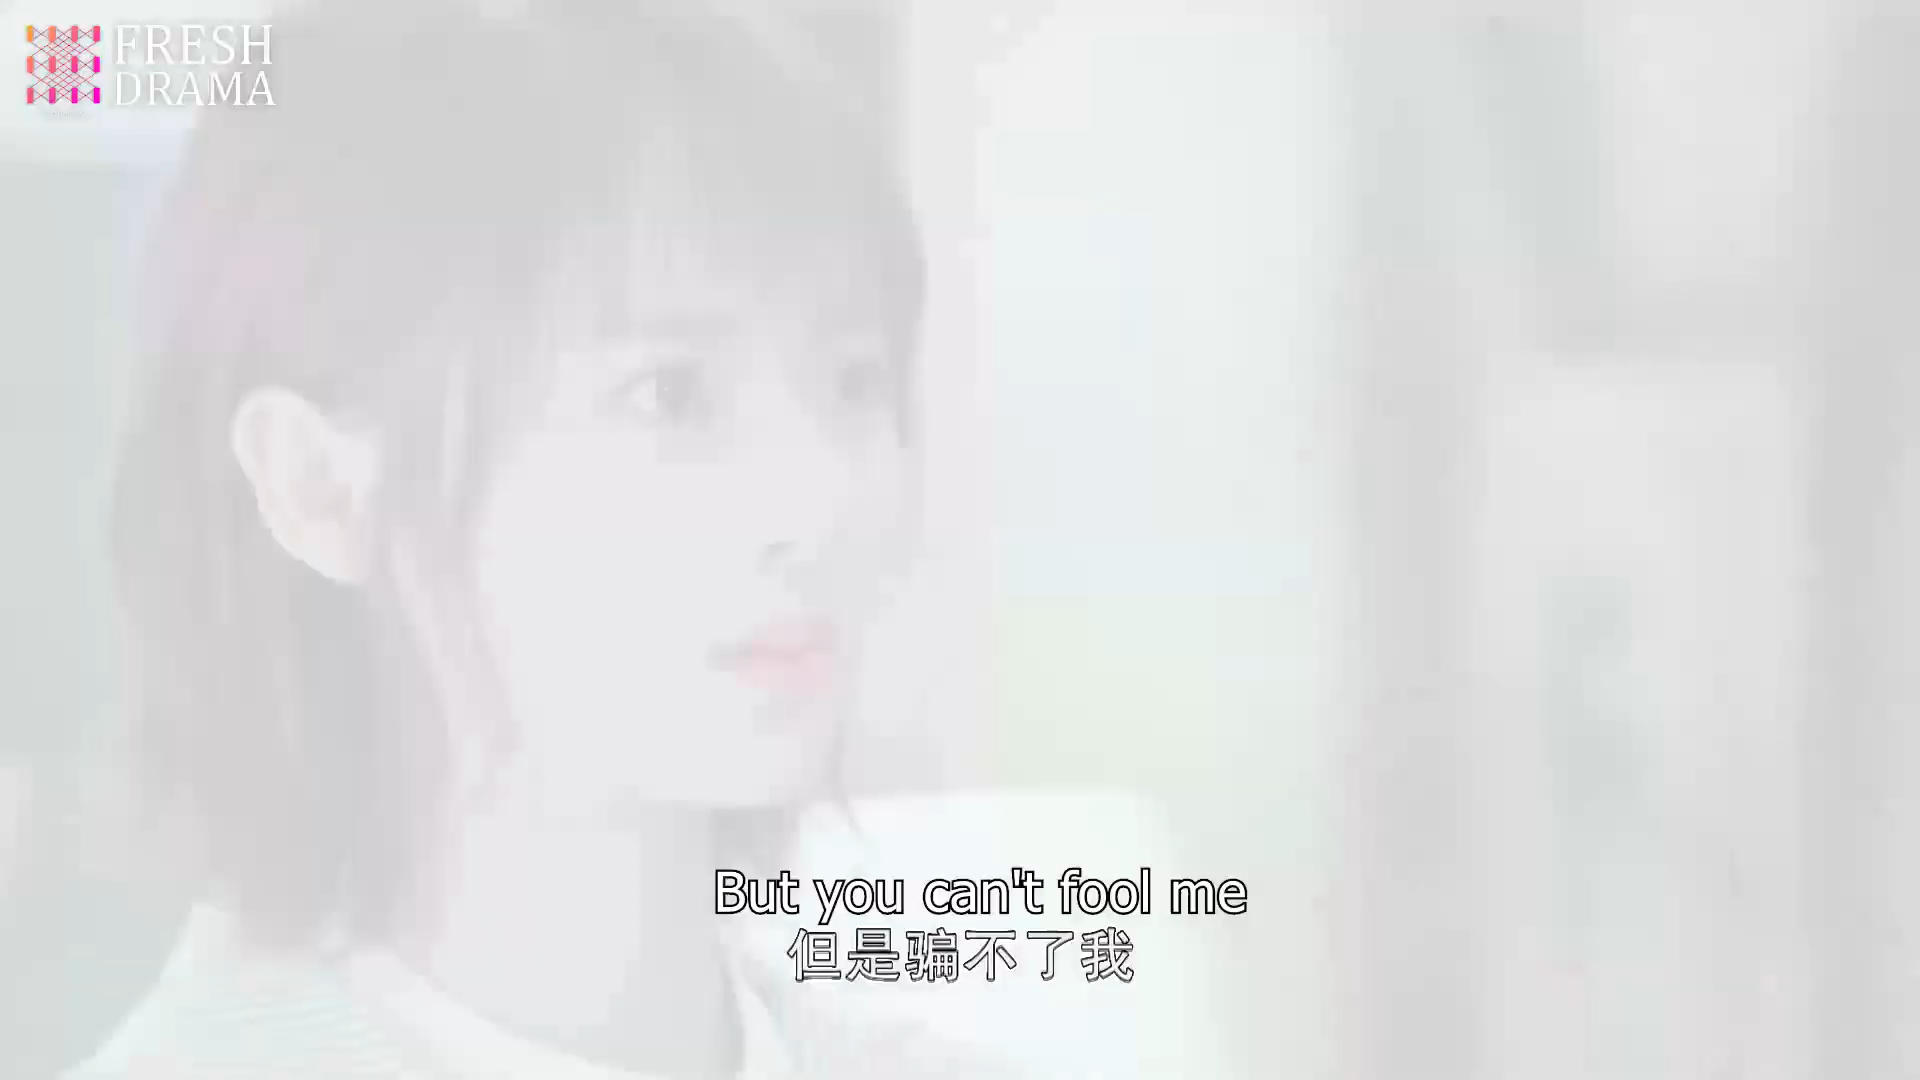 FRESH
DRAMA
But you can't fool me
但是骗不了我